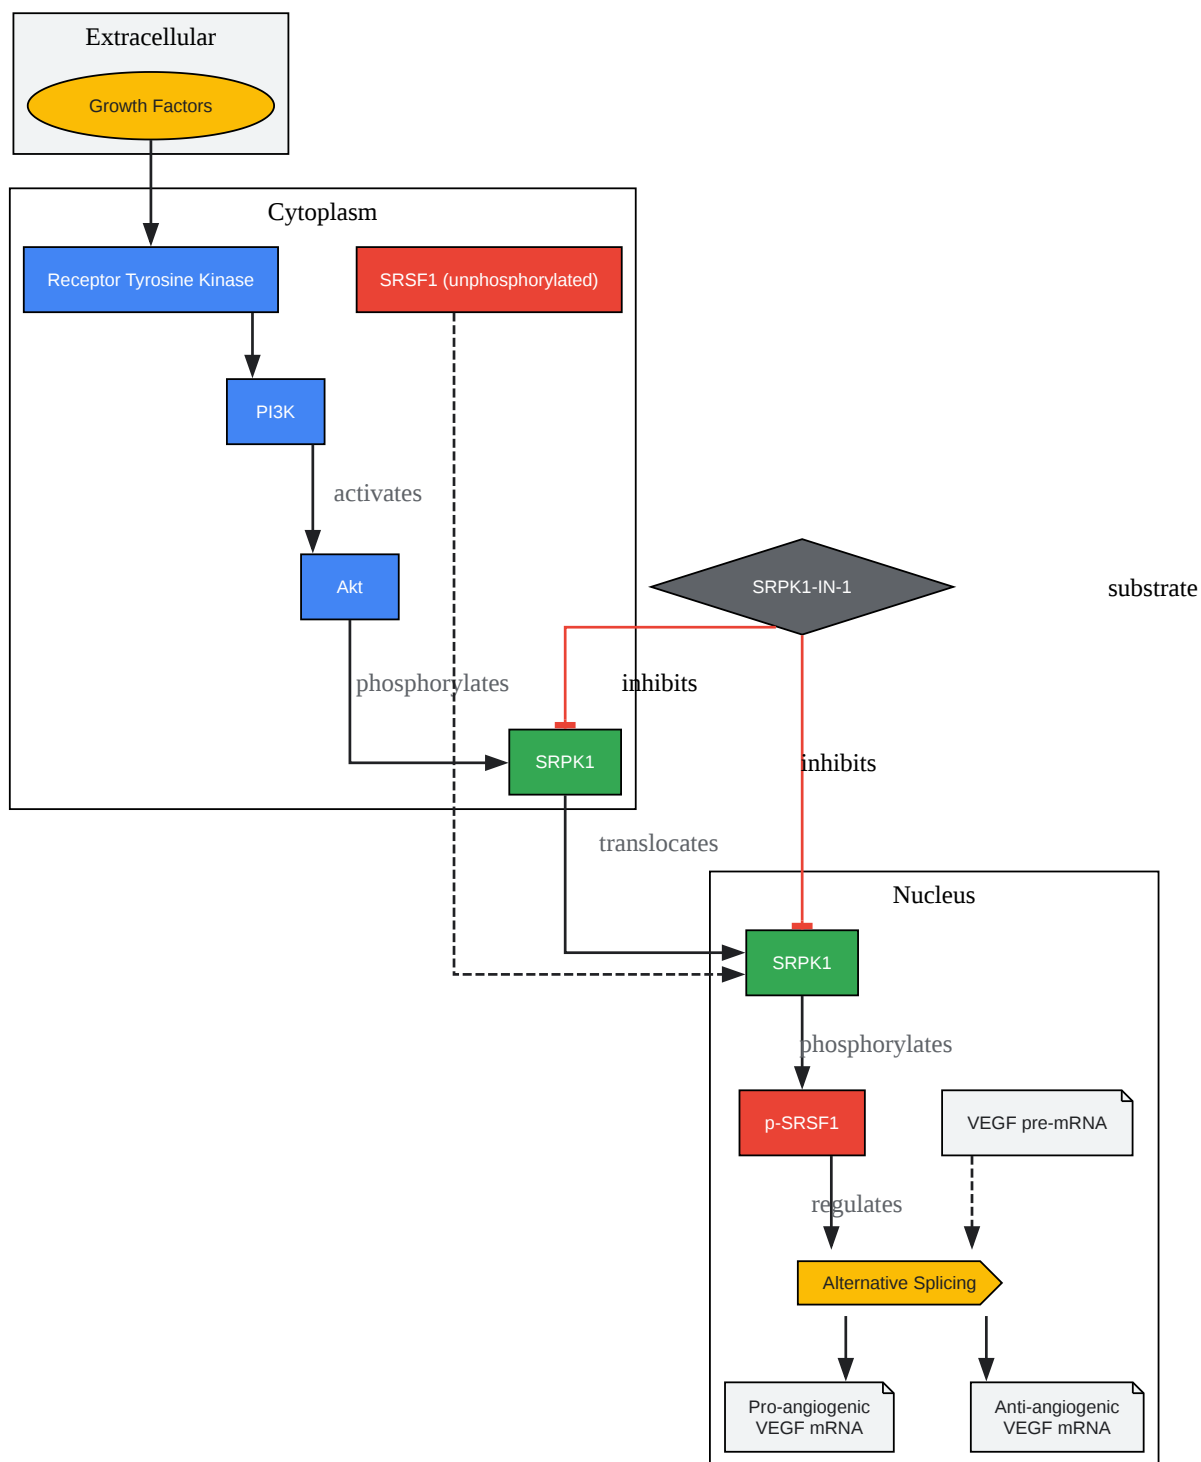 Extracellular
Growth Factors
Cytoplasm
Receptor Tyrosine Kinase
SRSF1 (unphosphorylated)
PI3K
activates
Akt
SRPK1-IN-1
substrate
phosphorylates
inhibits
SRPK1
inhibits
translocates
Nucleus
SRPK1
phosphorylates
p-SRSF1
VEGF pre-mRNA
regulates
Alternative Splicing
Pro-angiogenic
VEGF mRNA
Anti-angiogenic
VEGF mRNA